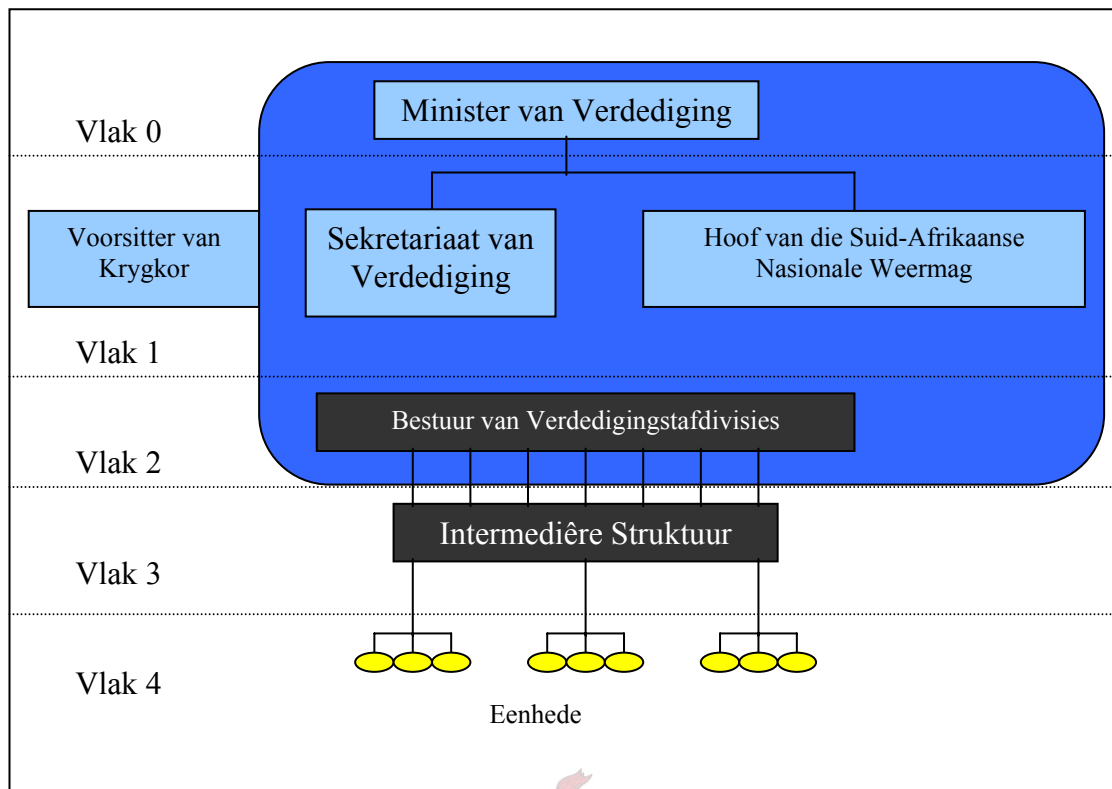 Vlak 0
Minister van Verdediging
Voorsitter van
Krygkor
Sekretariaat van
Verdediging
Hoof van die Suid-Afrikaanse
Nasionale Weermag
Vlak 1
Bestuur van Verdedigingstafdivisies
Vlak 2
Intermediêre Struktuur
Vlak 3
Vlak 4
Eenhede